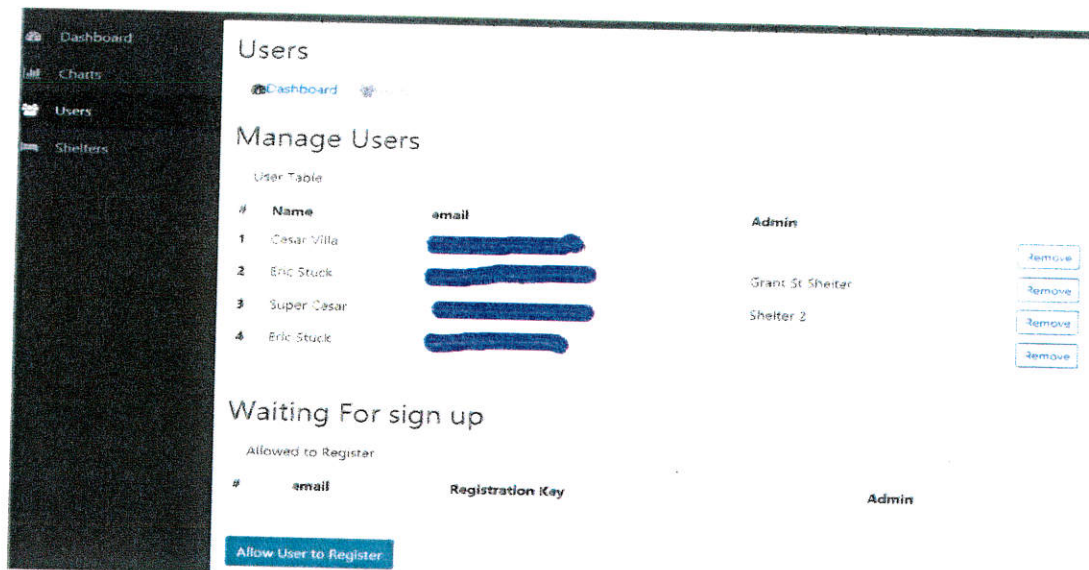 Dashboard
Charts
Users
Shelters
Users
Dashboard
Manage Users
User Table
# Name email Admin
1 Cesar Villa Remove
2 Eric Stuck Grant St Shelter Remove
3 Super Cesar Shelter 2 Remove
4 Eric Stuck Remove
Waiting For sign up
Allowed to Register
# email Registration Key Admin
Allow User to Register